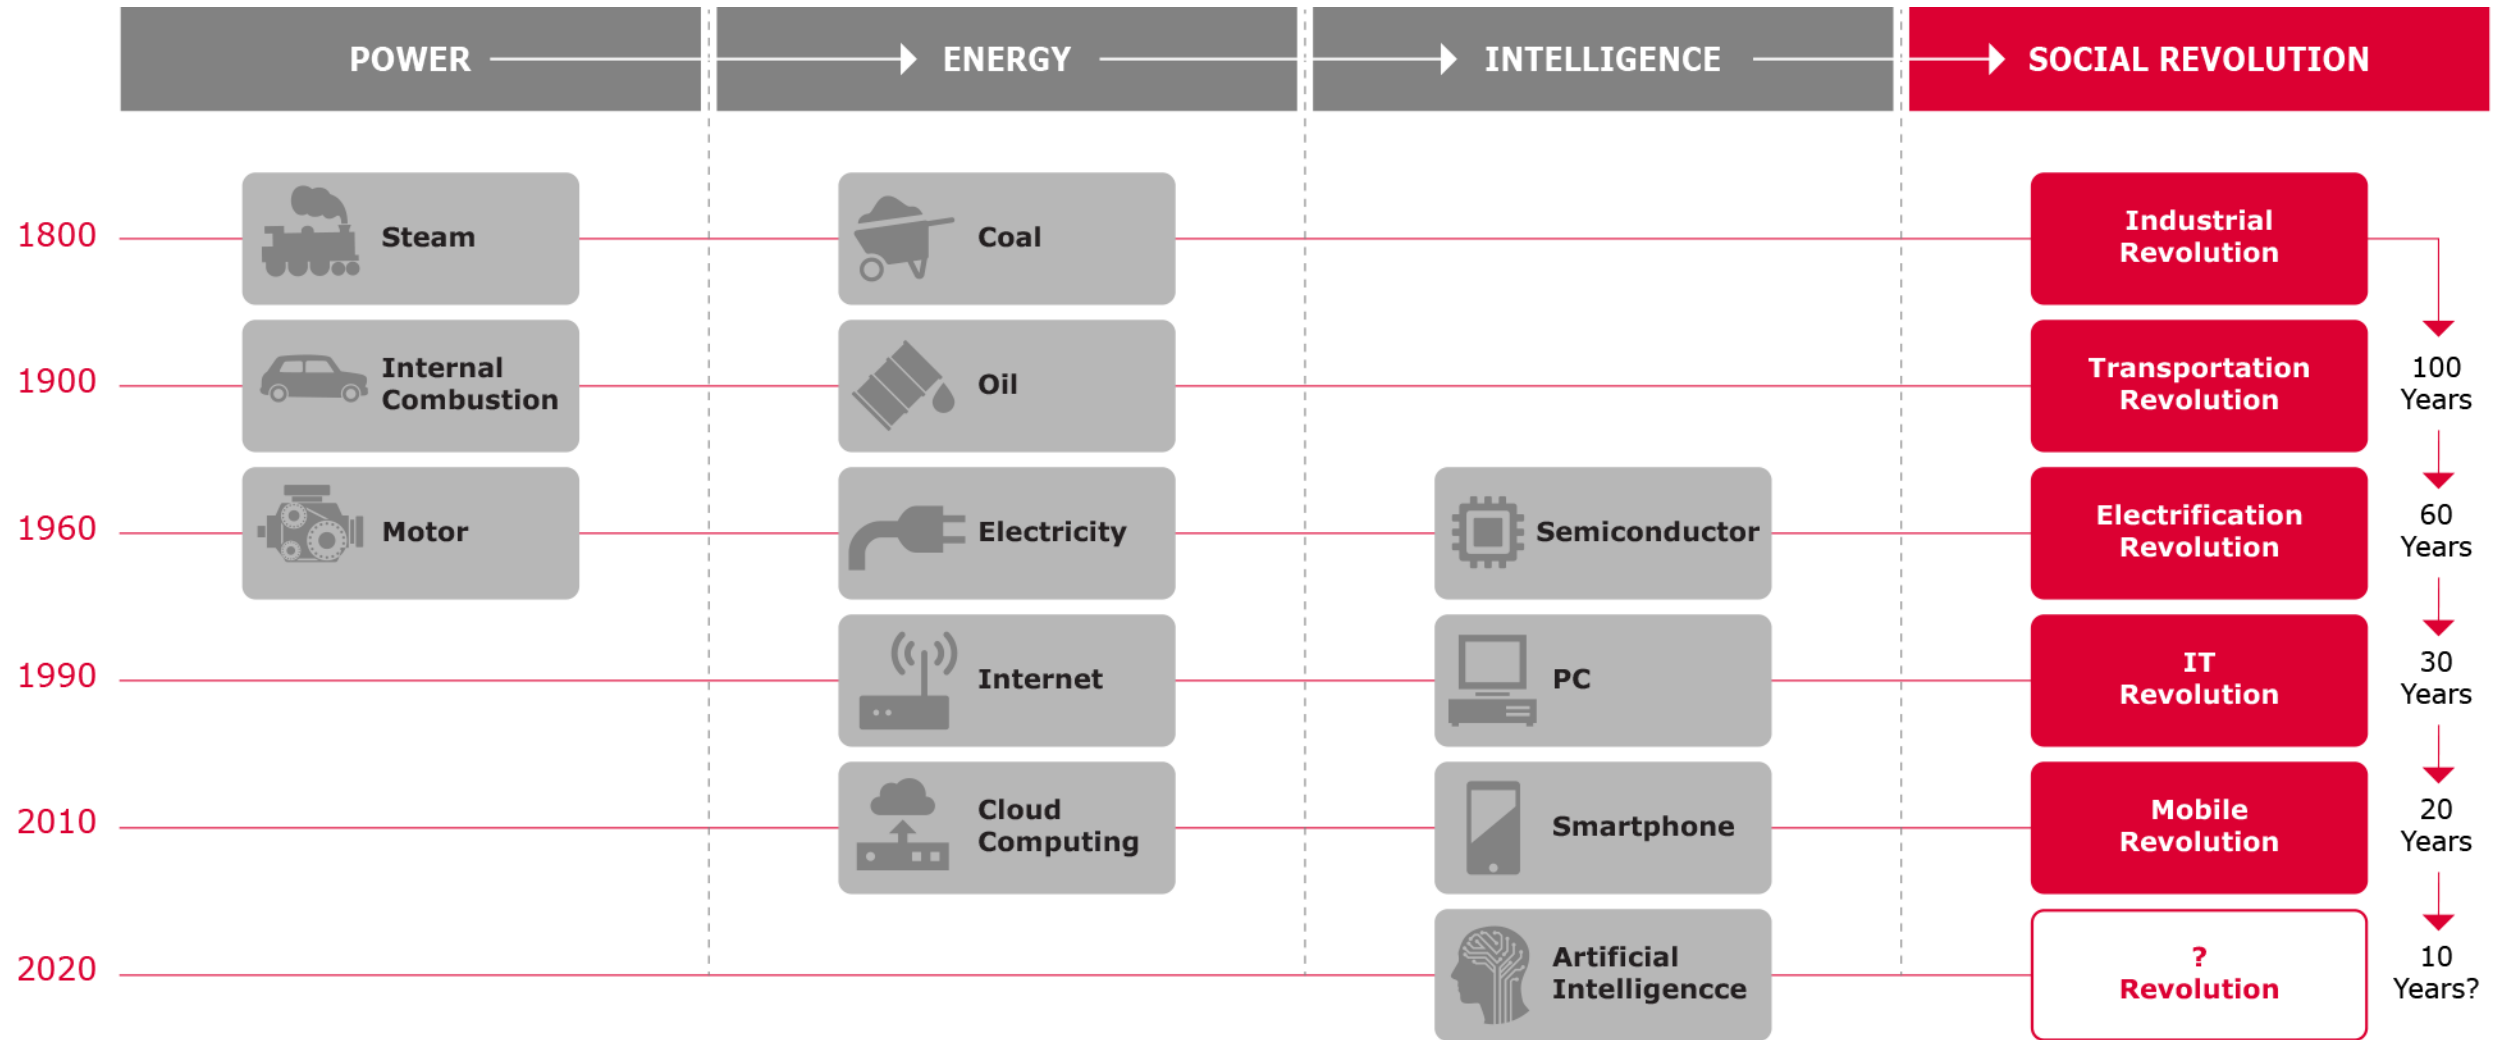 POWER
ENERGY
INTELLIGENCE
SOCIAL REVOLUTION
1800
Steam
Coal
Industrial
Revolution
1900
Internal
Combustion
Oil
Transportation
Revolution
100
Years
1960
Motor
Electricity
Semiconductor
Electrification
Revolution
60
Years
1990
Internet
PC
IT
Revolution
30
Years
2010
Cloud
Computing
Smartphone
Mobile
Revolution
20
Years
2020
Artificial
Intelligencce
?
Revolution
10
Years?